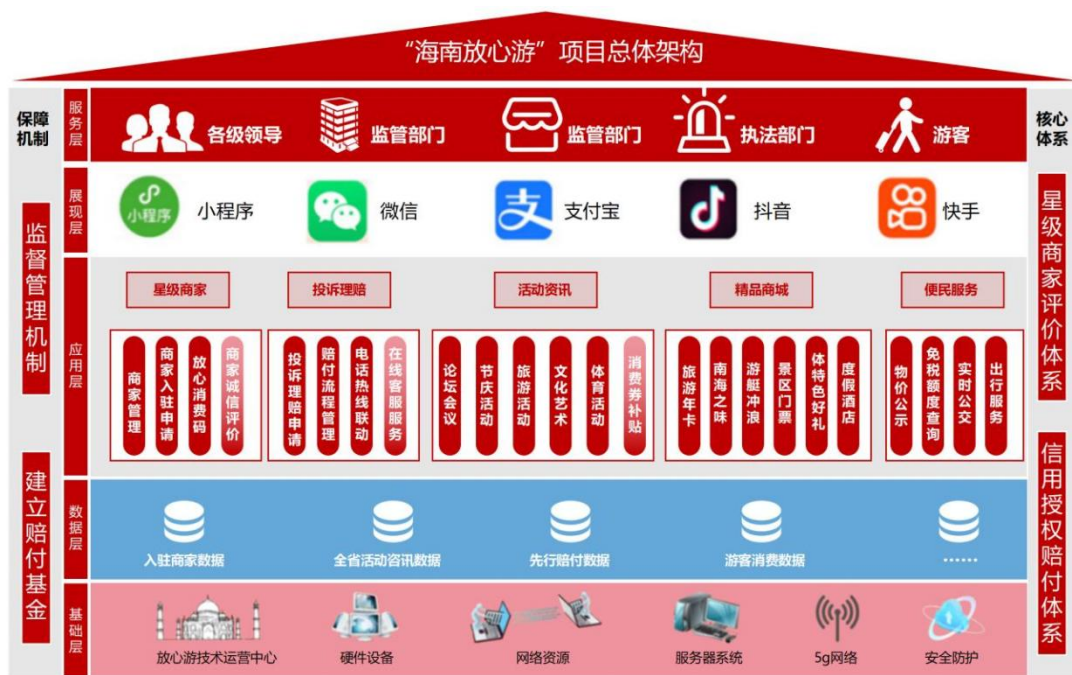 “海南放心游”项目总体架构
保障机制
监督管理机制
建立赔付基金
服务层
各级领导
监管部门
监管部门
执法部门
游客
展现层
小程序
小程序
微信
支
支付宝
抖音
快手
应用层
星级商家
商家管理
商家入驻申请
放心消费码
商家诚信评价
投诉理赔
投诉理赔申请
赔付流程管理
电话热线联动
在线客服服务
活动资讯
论坛会议
节庆活动
旅游活动
文化艺术
体育活动
消费券补贴
精品商城
旅游年卡
南海之味
游艇冲浪
景区门票
体特色好礼
度假酒店
便民服务
物价公示
免税额度查询
实时公交
出行服务
数据层
入驻商家数据
全省活动咨讯数据
先行赔付数据
游客消费数据
……
基础层
放心游技术运营中心
硬件设备
网络资源
服务器系统
5g网络
安全防护
核心体系
星级商家评价体系
信用授权赔付体系